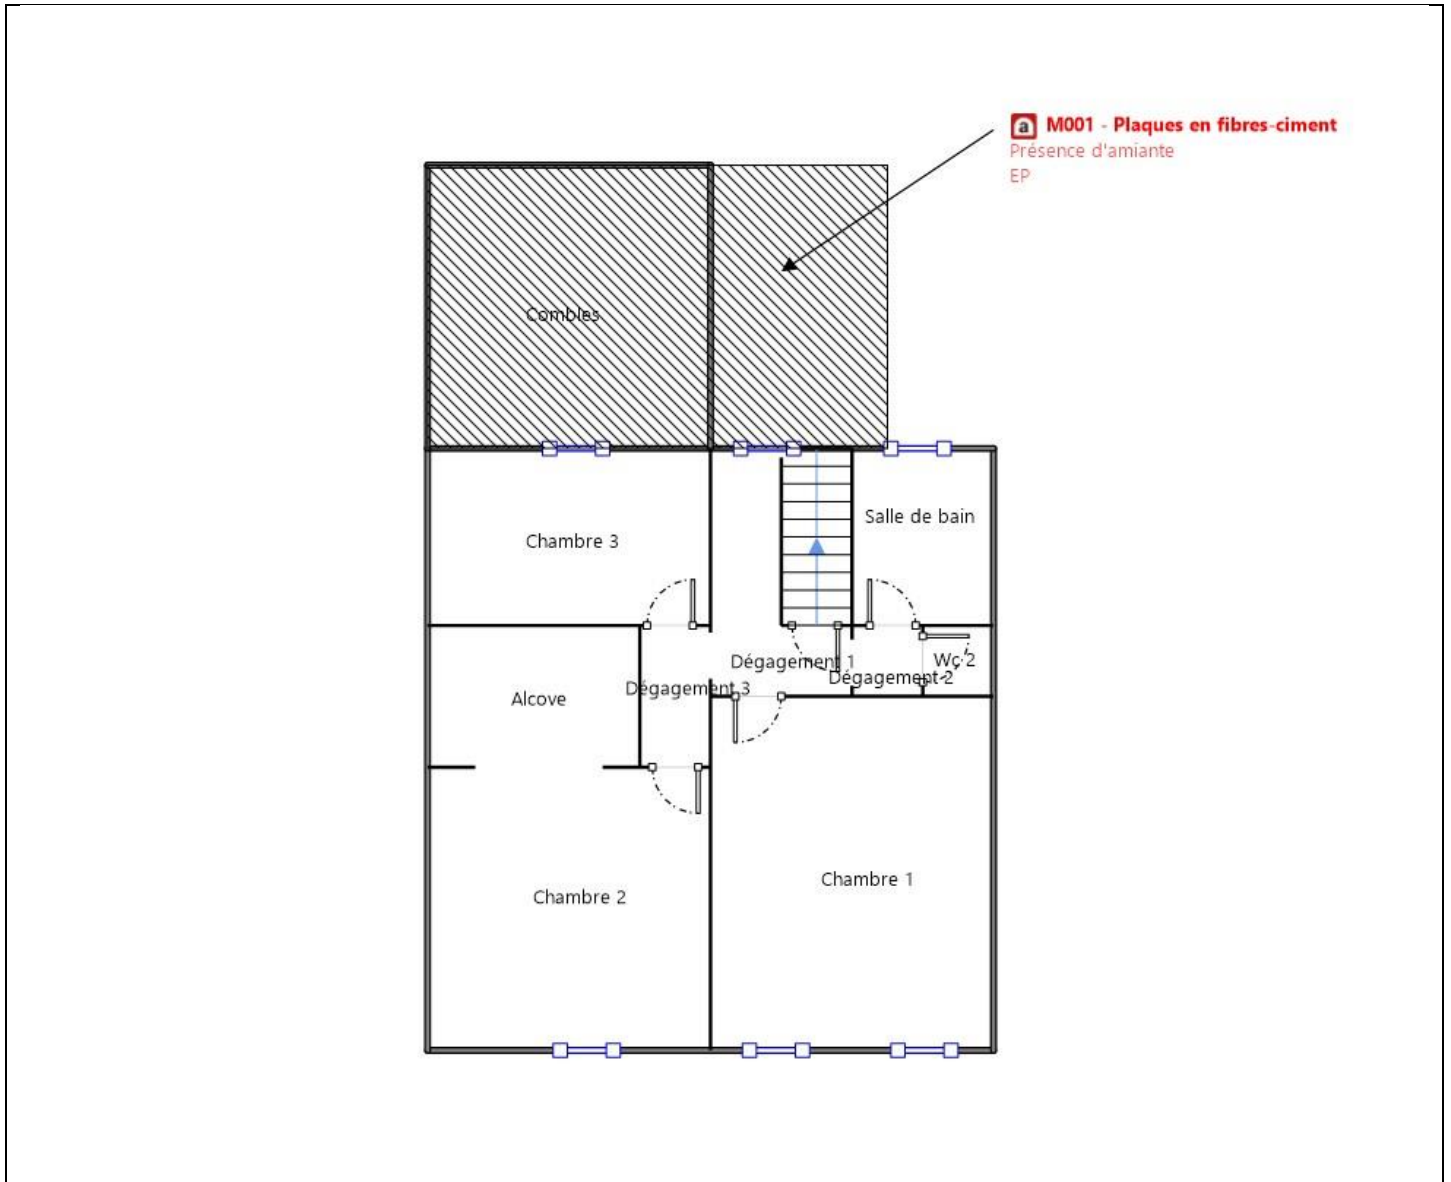 a M001 - Plaques en fibres-ciment
Présence d'amiante
EP
Combles
Salle de bain
Chambre 3
Dégagement 1
Wc 2
Dégagement 2
Dégagement 3
Alcove
Chambre 1
Chambre 2